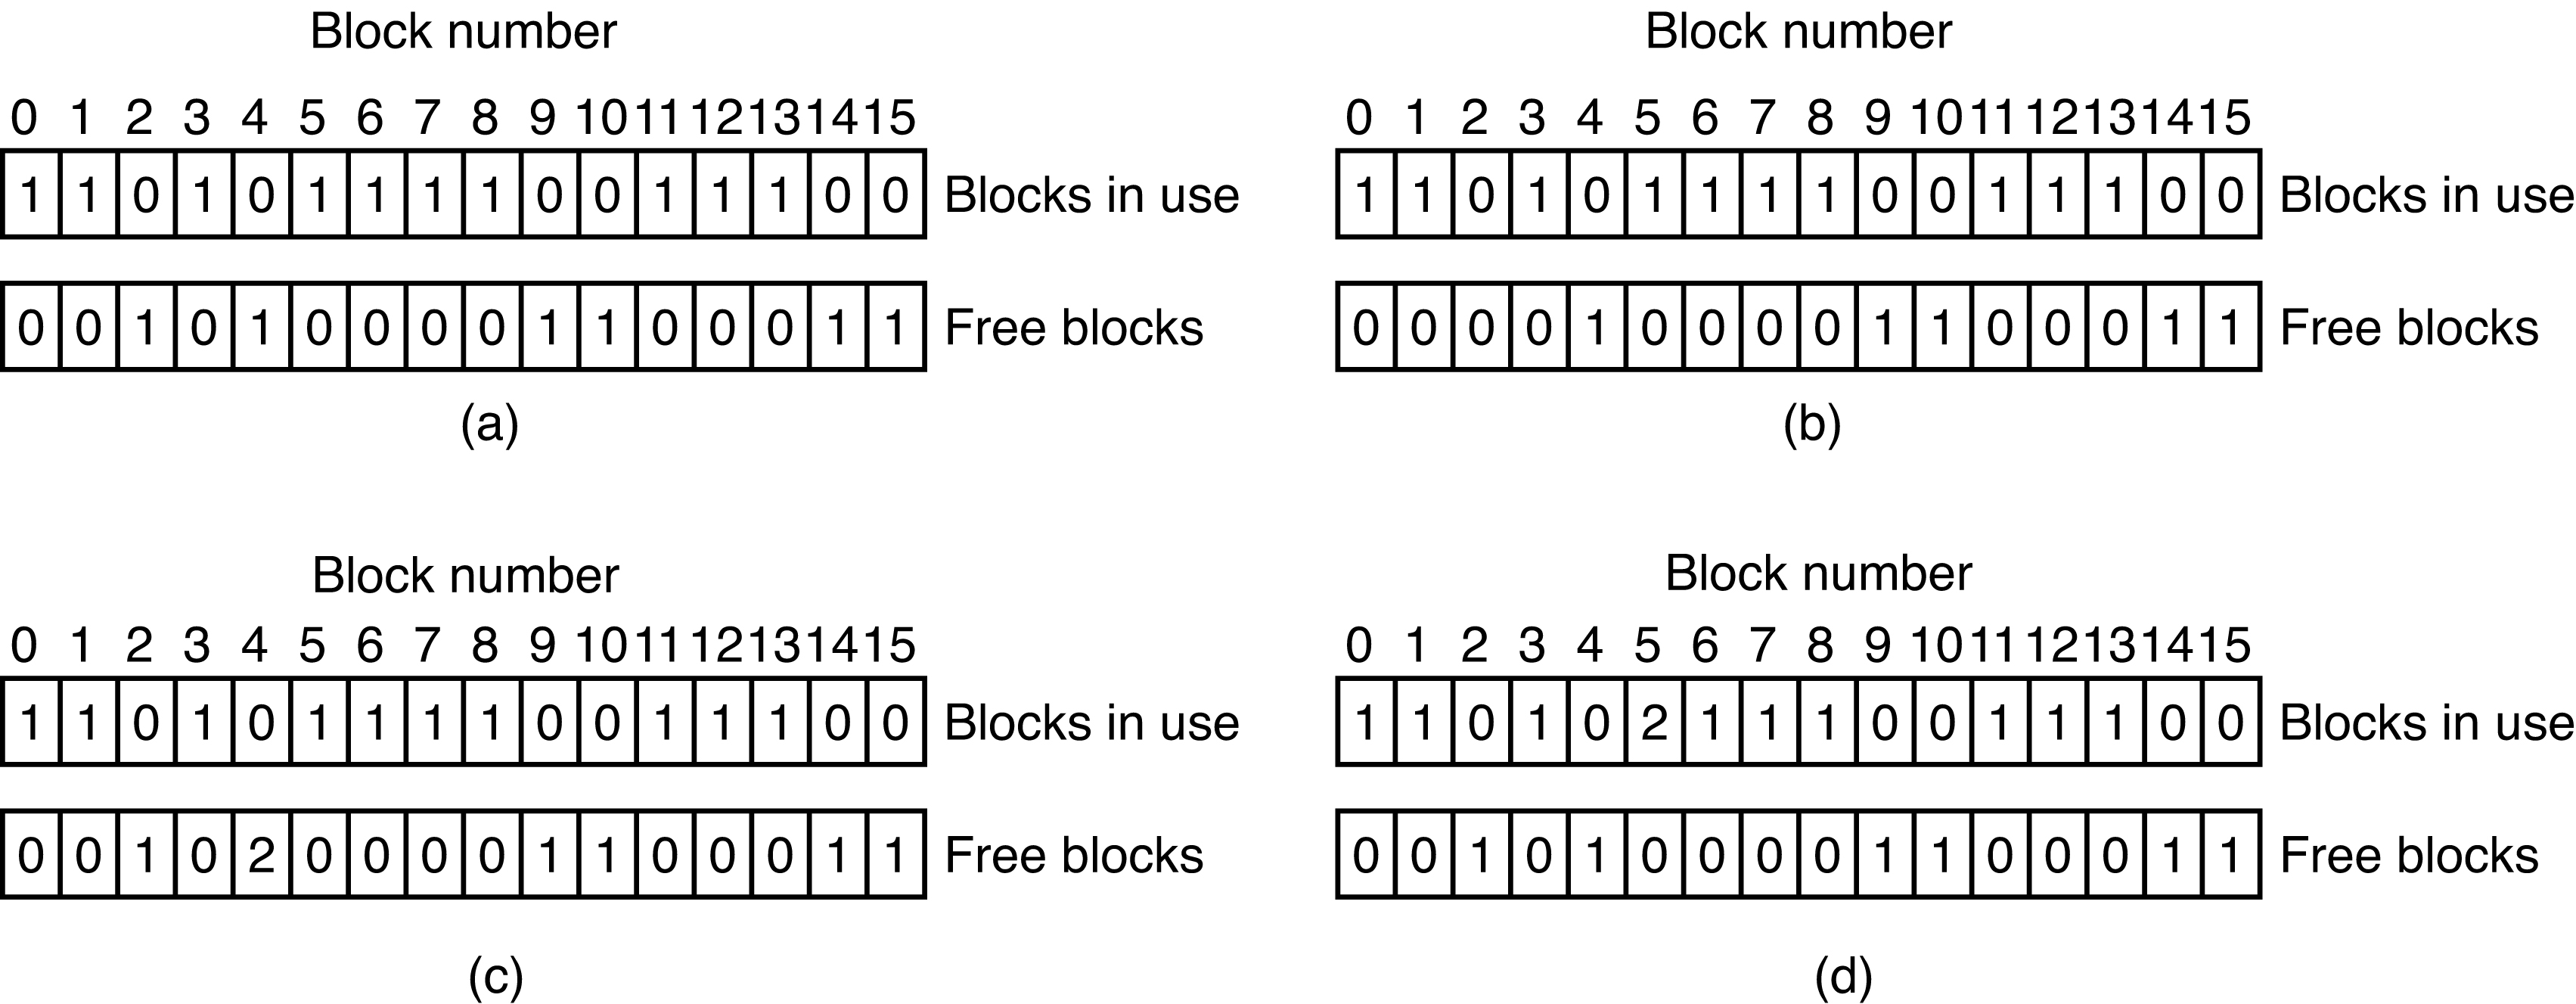 Block number
0 1 2 3 4 5 6 7 8 9 10 11 12 13 14 15
1 1 0 1 0 1 1 1 1 0 0 1 1 1 0 0 Blocks in use
0 0 1 0 1 0 0 0 0 1 1 0 0 0 1 1 Free blocks
(a)
Block number
0 1 2 3 4 5 6 7 8 9 10 11 12 13 14 15
1 1 0 1 0 1 1 1 1 0 0 1 1 1 0 0 Blocks in use
0 0 0 0 1 0 0 0 0 1 1 0 0 0 1 1 Free blocks
(b)
Block number
0 1 2 3 4 5 6 7 8 9 10 11 12 13 14 15
1 1 0 1 0 1 1 1 1 0 0 1 1 1 0 0 Blocks in use
0 0 1 0 2 0 0 0 0 1 1 0 0 0 1 1 Free blocks
(c)
Block number
0 1 2 3 4 5 6 7 8 9 10 11 12 13 14 15
1 1 0 1 0 2 1 1 1 0 0 1 1 1 0 0 Blocks in use
0 0 1 0 1 0 0 0 0 1 1 0 0 0 1 1 Free blocks
(d)